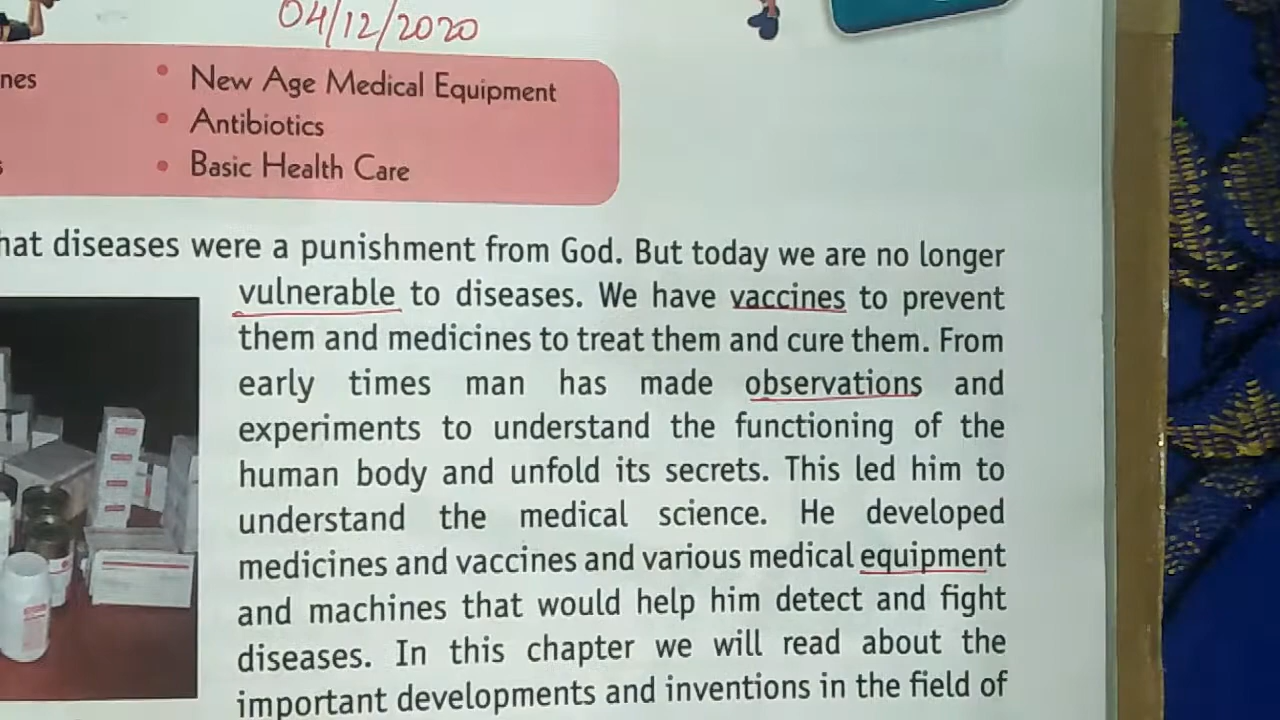 04/12/2020
nes
• New Age Medical Equipment
• Antibiotics
s
• Basic Health Care
hat diseases were a punishment from God. But today we are no longer
vulnerable to diseases. We have vaccines to prevent
them and medicines to treat them and cure them. From
early times man has made observations and
experiments to understand the functioning of the
human body and unfold its secrets. This led him to
understand the medical science. He developed
medicines and vaccines and various medical equipment
and machines that would help him detect and fight
diseases. In this chapter we will read about the
important developments and inventions in the field of